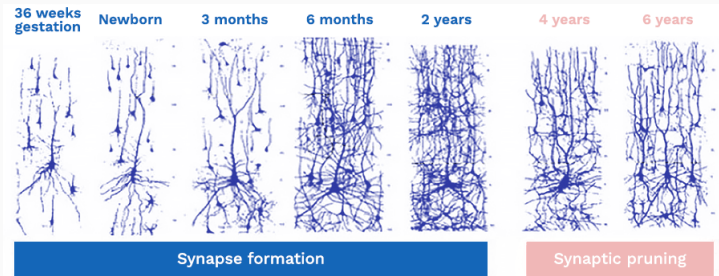 36 weeks
gestation
Newborn
3 months
6 months
2 years
4 years
6 years
Synapse formation
Synaptic pruning